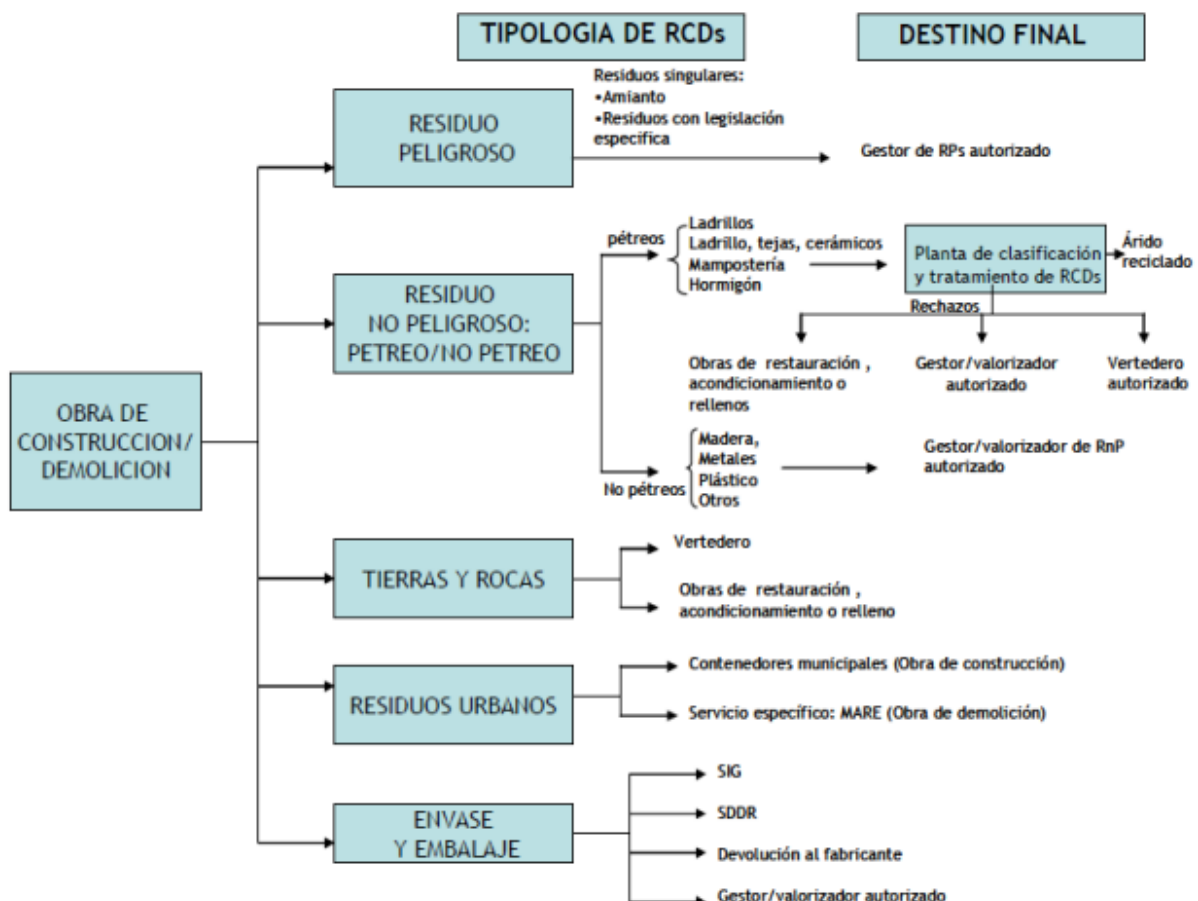 TIPOLOGIA DE RCDs
DESTINO FINAL
Residuos singulares:
•Amianto
•Residuos con legislación
específica
RESIDUO
PELIGROSO
Gestor de RPs autorizado
pétreos
Ladrillos
Ladrillo, tejas, cerámicos
Mampostería
Hormigón
Planta de clasificación
y tratamiento de RCDs
Árido
reciclado
Rechazos
RESIDUO
NO PELIGROSO:
PETREO/NO PETREO
Obras de restauración ,
acondicionamiento o
rellenos
Gestor/valorizador
autorizado
Vertedero
autorizado
OBRA DE
CONSTRUCCION/
DEMOLICION
No pétreos
Madera,
Metales
Plástico
Otros
Gestor/valorizador de RnP
autorizado
TIERRAS Y ROCAS
Vertedero
Obras de restauración ,
acondicionamiento o relleno
RESIDUOS URBANOS
Contenedores municipales (Obra de construcción)
Servicio específico: MARE (Obra de demolición)
ENVASE
Y EMBALAJE
SIG
SDDR
Devolución al fabricante
Gestor/valorizador autorizado